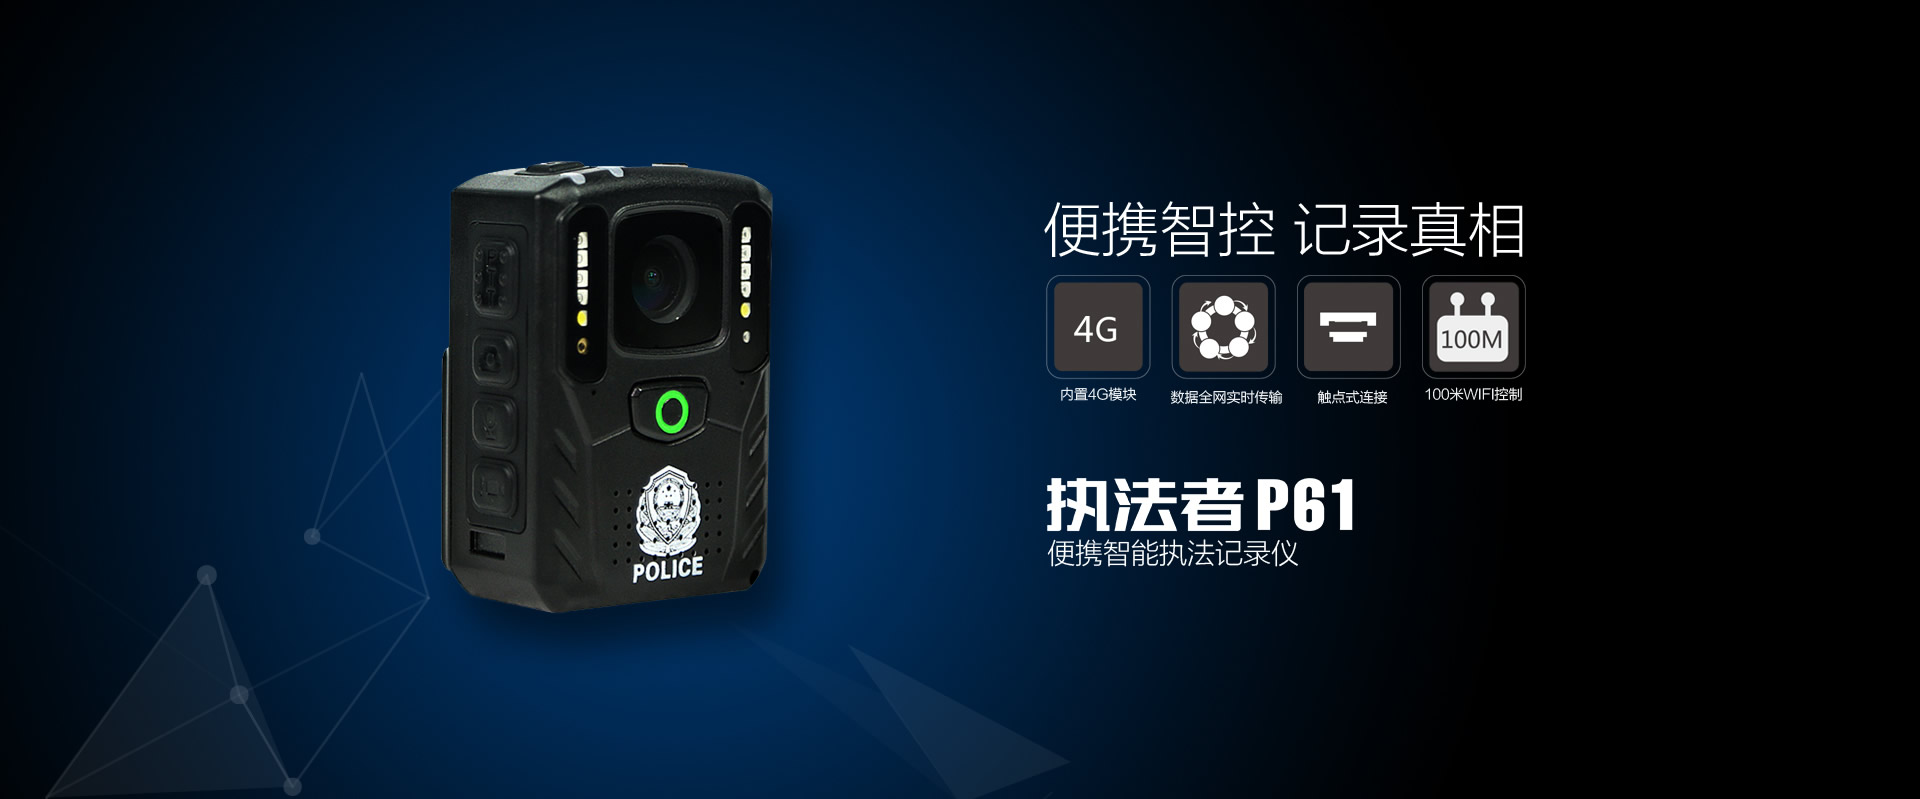 便携智控 记录真相
4G
100M
内置4G模块
数据全网实时传输
触点式连接
100米WIFI控制
执法者 P61
便携智能执法记录仪
POLICE